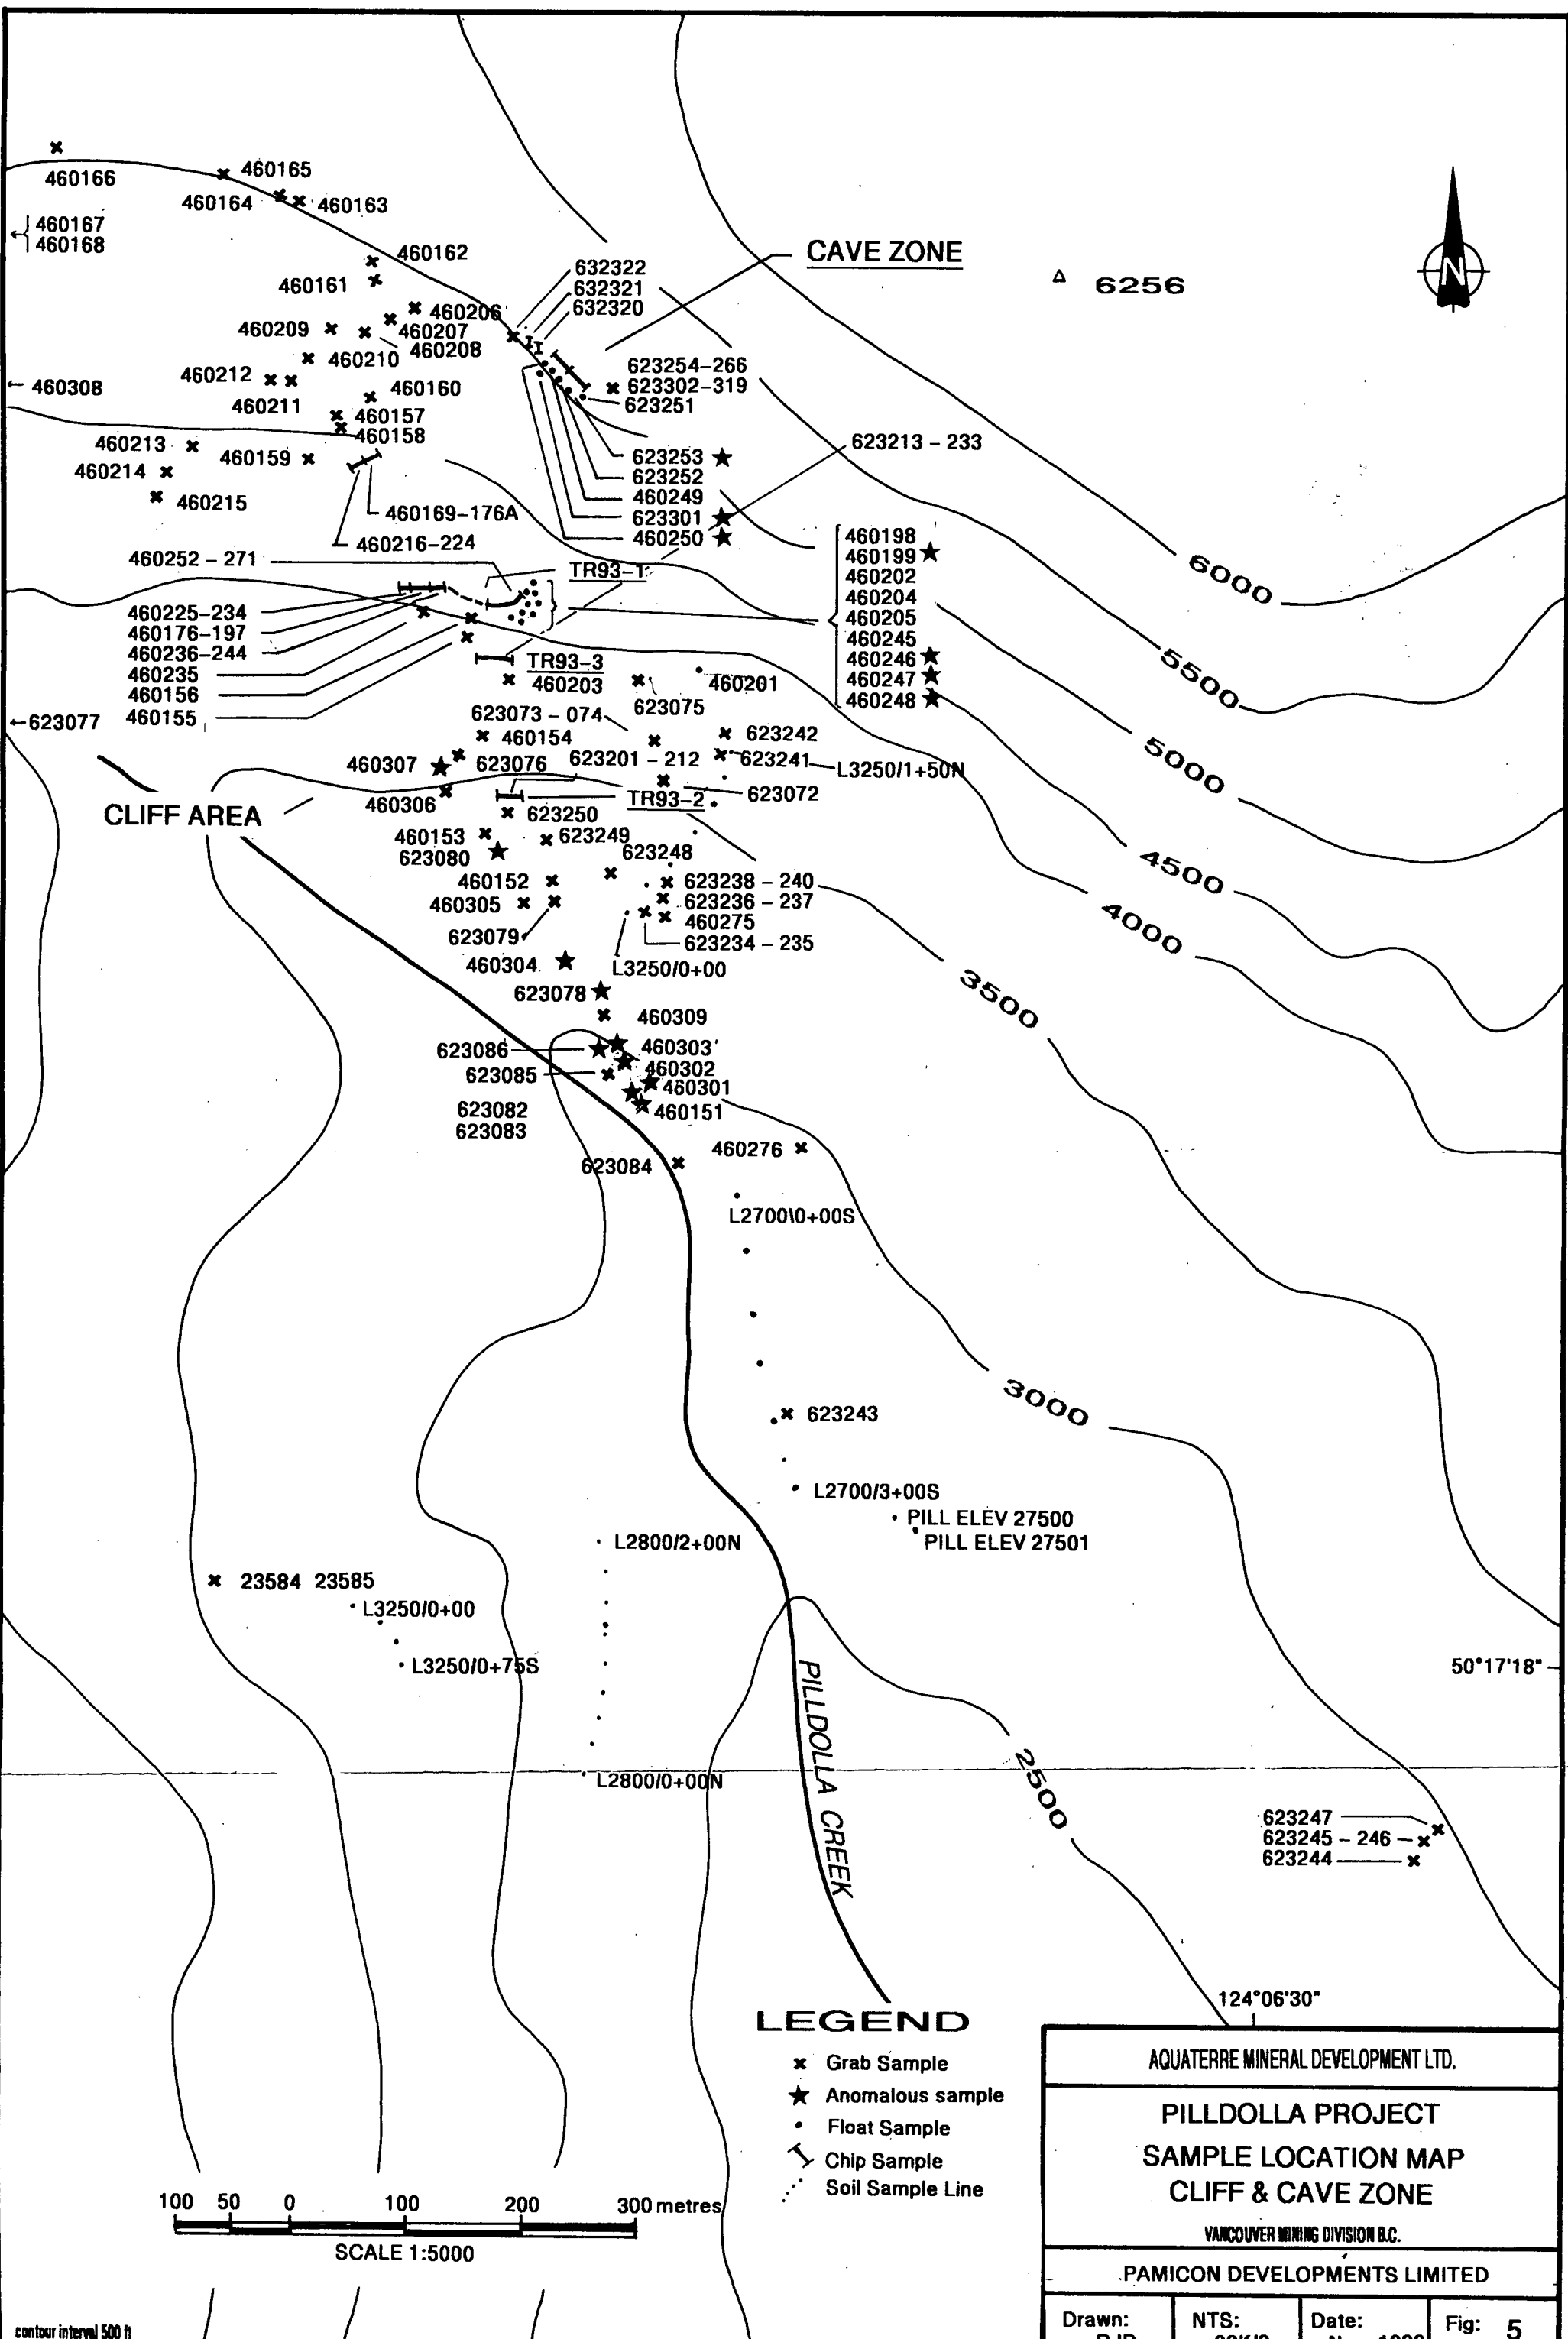 460166
460165
460164
460163
460167
460168
460162
460161
CAVE ZONE
6256
N
632322
632321
632320
460206
460207
460208
460209
460210
460212
460211
460308
460160
460157
460158
623254-266
623302-319
623251
460213
460159
460214
460215
623253
623252
460249
623301
460250
623213 - 233
460169-176A
460216-224
460252 - 271
TR93-1
460198
460199
460202
460204
460205
460245
460246
460247
460248
6000
5500
5000
4500
4000
3500
3000
2500
460225-234
460176-197
460236-244
460235
460156
460155
623077
TR93-3
460203
460201
623075
623073 - 074
460154
623242
623241
L3250/1+50N
460307
623076
623201 - 212
623072
460306
TR93-2
CLIFF AREA
623250
460153
623249
623080
623248
460152
623238 - 240
460305
623236 - 237
460275
623079
623234 - 235
460304
L3250/0+00
623078
460309
623086
460303
623085
460302
460301
623082
623083
460151
460276
623084
L2700\0+00S
623243
L2700/3+00S
PILL ELEV 27500
PILL ELEV 27501
L2800/2+00N
23584 23585
L3250/0+00
L3250/0+75S
50°17'18"
L2800/0+00N
PILLDOLLA CREEK
623247
623245 - 246
623244
124°06'30"
LEGEND
Grab Sample
Anomalous sample
Float Sample
Chip Sample
Soil Sample Line
100 50 0 100 200 300 metres
SCALE 1:5000
contour interval 500 ft
AQUATERRE MINERAL DEVELOPMENT LTD.
PILLDOLLA PROJECT
SAMPLE LOCATION MAP
CLIFF & CAVE ZONE
VANCOUVER MINING DIVISION B.C.
PAMICON DEVELOPMENTS LIMITED
Drawn:
NTS:
Date:
Fig: 5